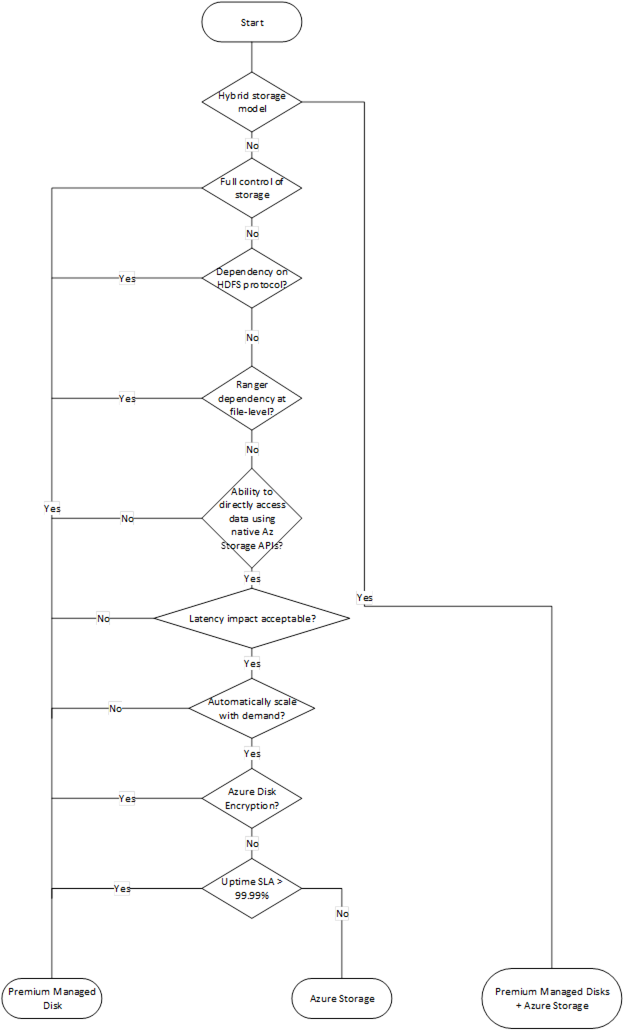 Start
Hybrid storage
model
No
Full control of
storage
No
Dependency on
HDFS protocol?
Yes
No
Ranger
dependency at
file-level?
Yes
No
Ability to
directly access
data using
native Az
Storage APIs?
Yes
No
Yes
Latency impact acceptable?
No
Yes
Yes
Automatically scale
with demand?
No
Yes
Azure Disk
Encryption?
Yes
No
Uptime SLA >
99.99%
Yes
No
Premium Managed
Disk
Azure Storage
Premium Managed Disks
+ Azure Storage